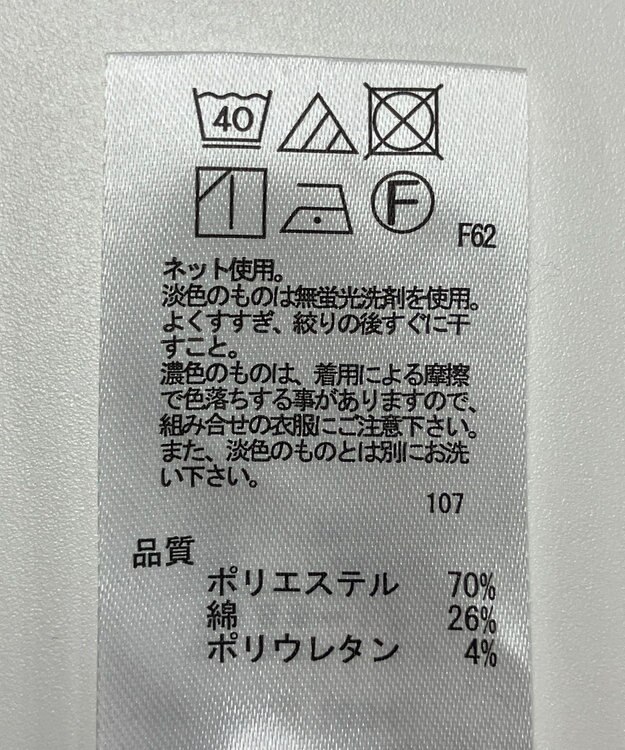 40
F
F62
ネット使用。
淡色のものは無蛍光洗剤を使用。
よくすすぎ、絞りの後すぐに干
すこと。
濃色のものは、着用による摩擦
で色落ちする事がありますので、
組み合せの衣服にご注意下さい。
また、淡色のものとは別にお洗
い下さい。
107
品質
ポリエステル 70%
綿 26%
ポリウレタン 4%